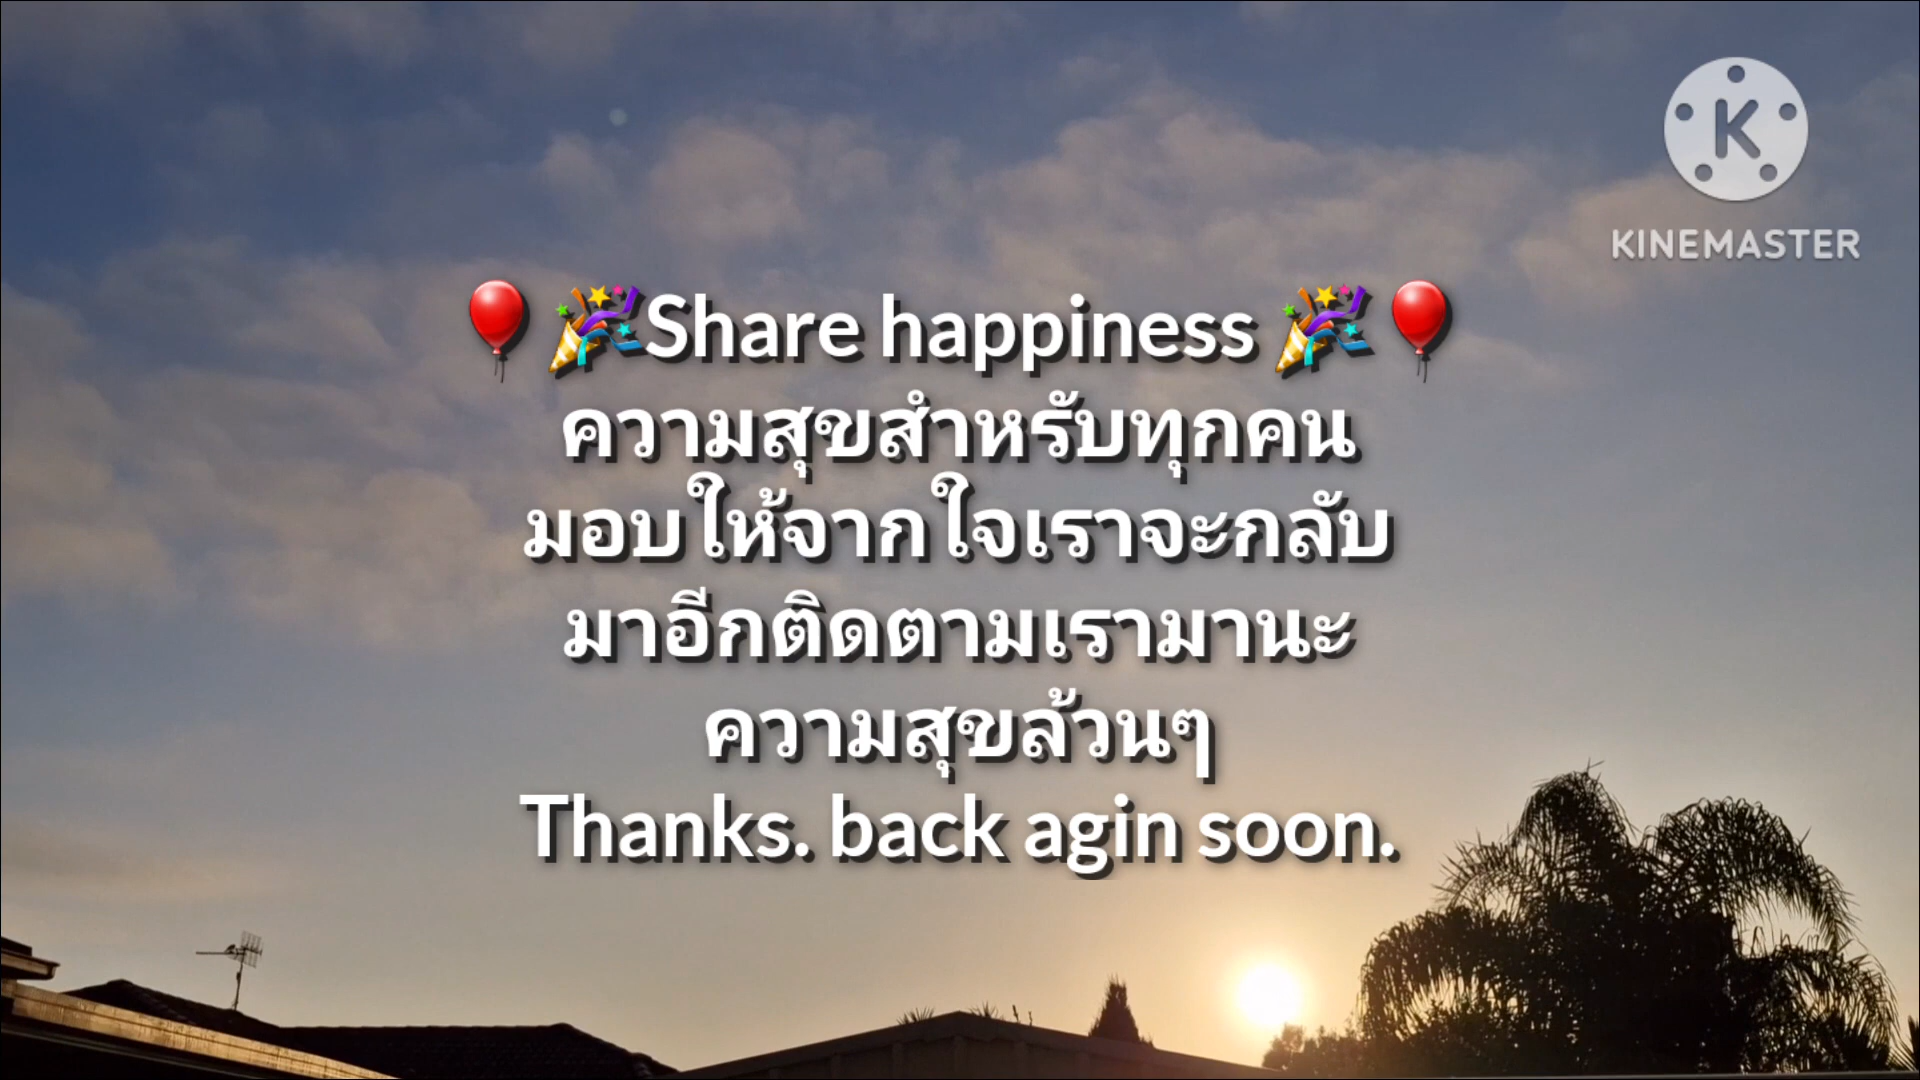 K
KINEMASTER
🎈🎉Share happiness 🎉🎈
ความสุขสำหรับทุกคน
มอบให้จากใจเราจะกลับ
มาอีกติดตามเรามานะ
ความสุขล้วนๆ
Thanks. back agin soon.